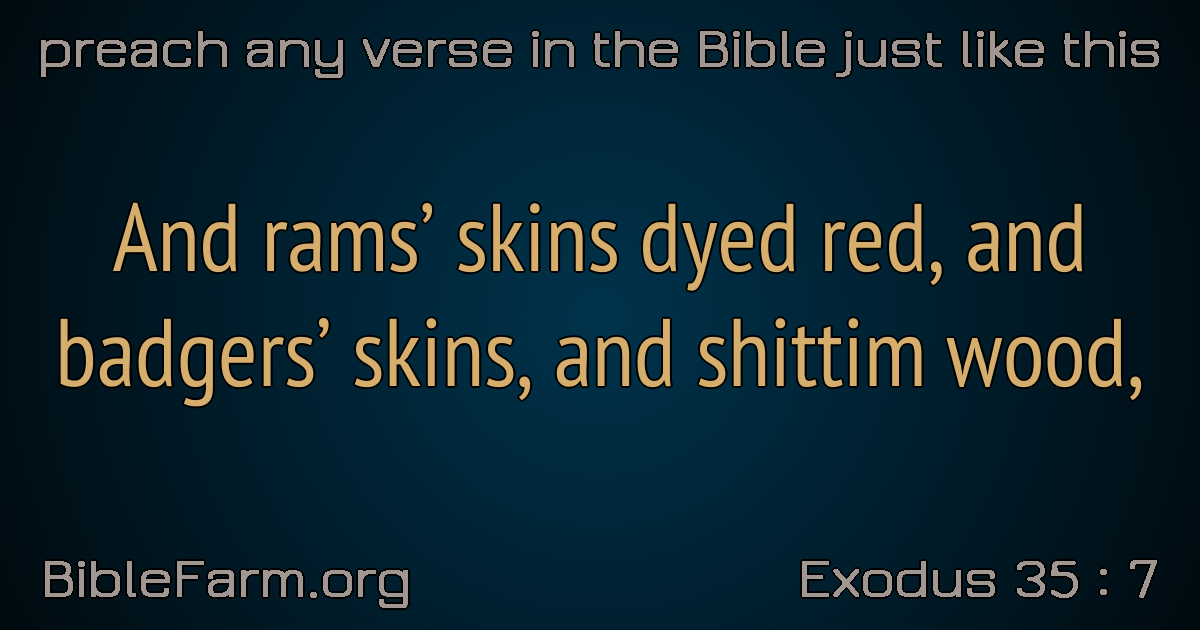 preach any verse in the Bible just like this
And rams’ skins dyed red, and
badgers’ skins, and shittim wood,
BibleFarm.org
Exodus 35 : 7